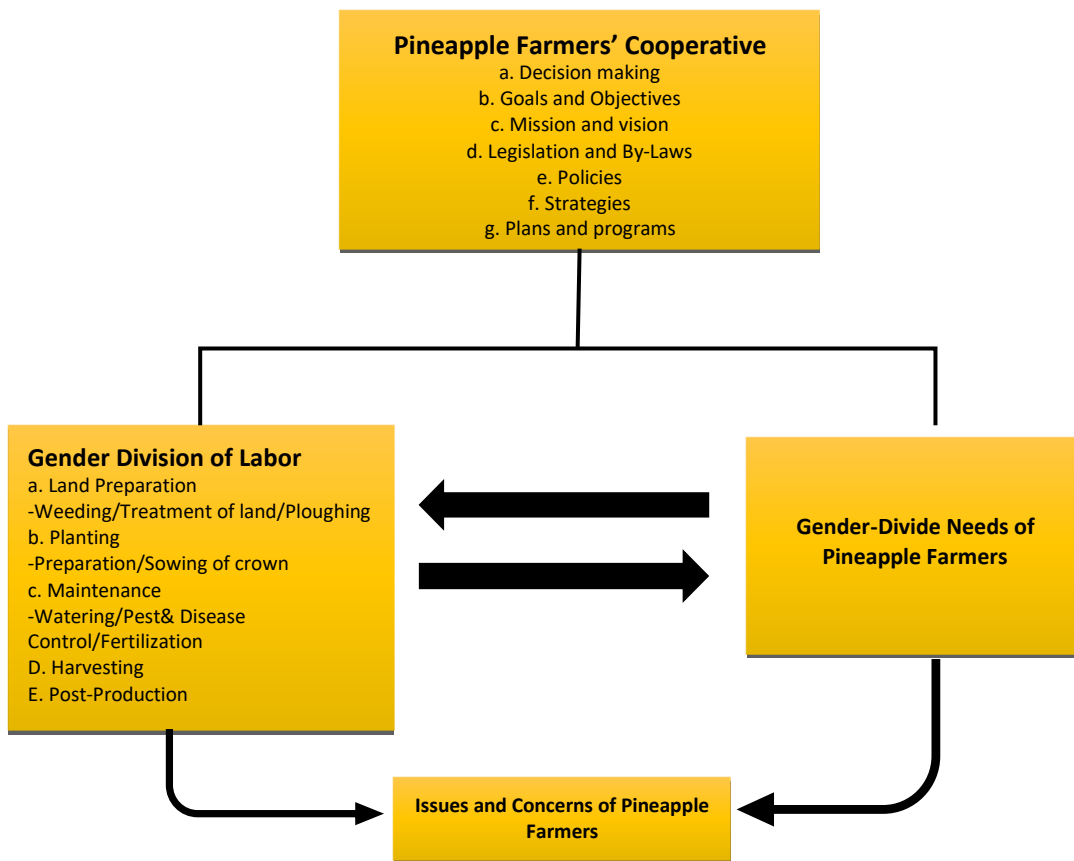 Pineapple Farmers’ Cooperative
a. Decision making
b. Goals and Objectives
c. Mission and vision
d. Legislation and By-Laws
e. Policies
f. Strategies
g. Plans and programs
Gender Division of Labor
a. Land Preparation
-Weeding/Treatment of land/Ploughing
b. Planting
-Preparation/Sowing of crown
c. Maintenance
-Watering/Pest& Disease
Control/Fertilization
D. Harvesting
E. Post-Production
Gender-Divide Needs of
Pineapple Farmers
Issues and Concerns of Pineapple
Farmers